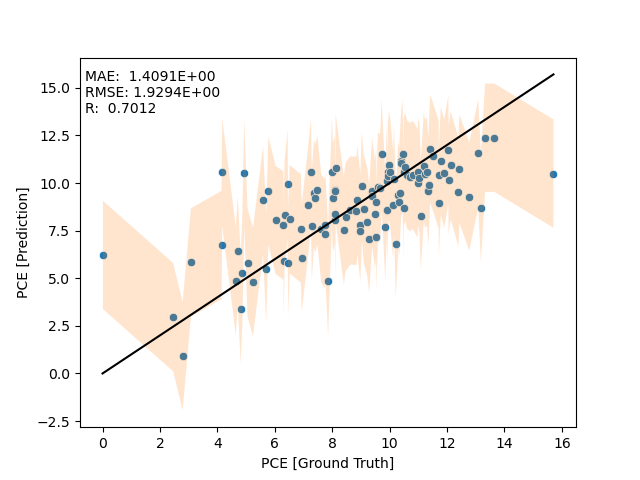 MAE:  1.4091E+00
RMSE: 1.9294E+00
R:  0.7012
15.0
12.5
10.0
7.5
5.0
2.5
0.0
−2.5
PCE [Prediction]
0 2 4 6 8 10 12 14 16
PCE [Ground Truth]